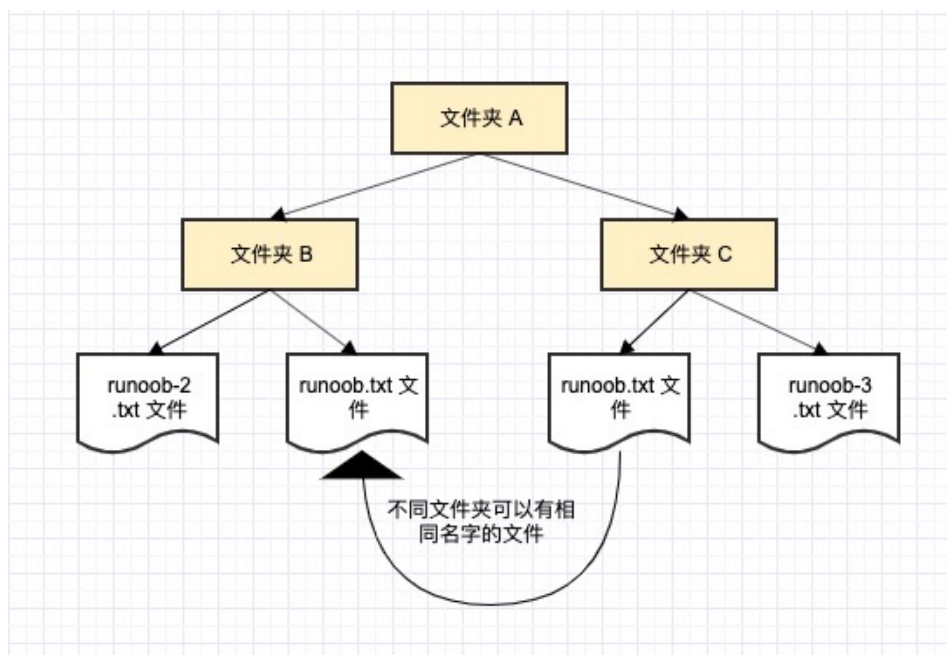 文件夹 A
文件夹 B
文件夹 C
runoob-2
.txt 文件
runoob.txt 文
件
runoob.txt 文
件
runoob-3
.txt 文件
不同文件夹可以有相
同名字的文件